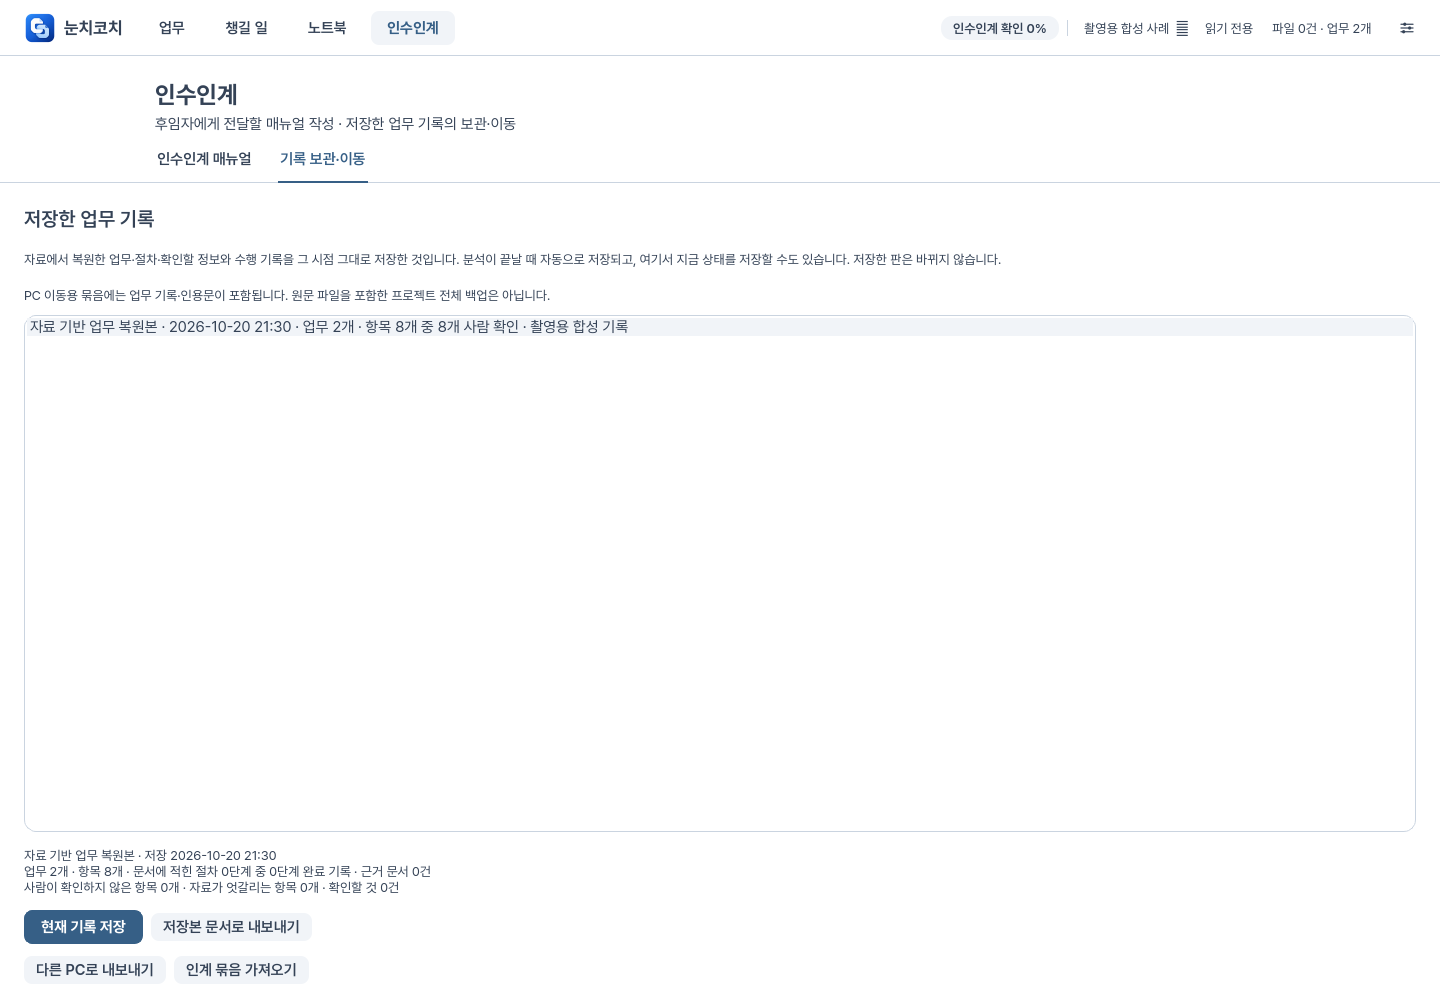 눈치코치
업무
챙길 일
노트북
인수인계
인수인계 확인 0%
촬영용 합성 사례
읽기 전용
파일 0건 · 업무 2개
인수인계
후임자에게 전달할 매뉴얼 작성 · 저장한 업무 기록의 보관·이동
인수인계 매뉴얼
기록 보관·이동
저장한 업무 기록
자료에서 복원한 업무·절차·확인할 정보와 수행 기록을 그 시점 그대로 저장한 것입니다. 분석이 끝날 때 자동으로 저장되고, 여기서 지금 상태를 저장할 수도 있습니다. 저장한 판은 바뀌지 않습니다.
PC 이동용 묶음에는 업무 기록·인용문이 포함됩니다. 원문 파일을 포함한 프로젝트 전체 백업은 아닙니다.
자료 기반 업무 복원본 · 2026-10-20 21:30 · 업무 2개 · 항목 8개 중 8개 사람 확인 · 촬영용 합성 기록
자료 기반 업무 복원본 · 저장 2026-10-20 21:30
업무 2개 · 항목 8개 · 문서에 적힌 절차 0단계 중 0단계 완료 기록 · 근거 문서 0건
사람이 확인하지 않은 항목 0개 · 자료가 엇갈리는 항목 0개 · 확인할 것 0건
현재 기록 저장
저장본 문서로 내보내기
다른 PC로 내보내기
인계 묶음 가져오기